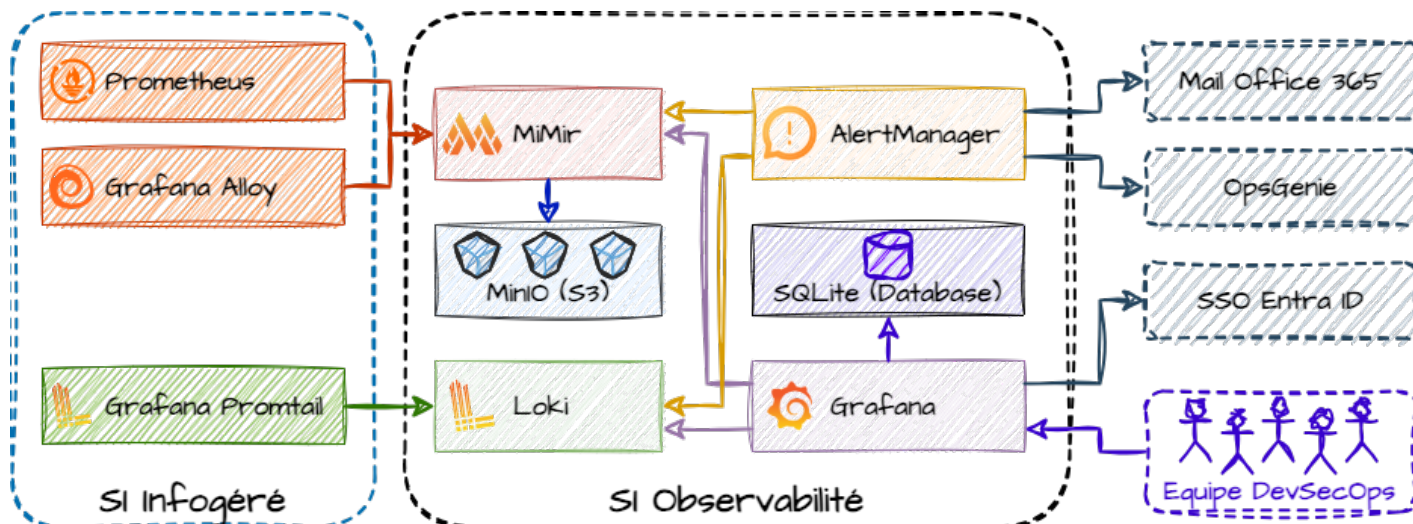 Prometheus
Grafana Alloy
Grafana Promtail
SI Infogéré
MiMir
MinIO (S3)
Loki
AlertManager
SQLite (Database)
Grafana
SI Observabilité
Mail Office 365
OpsGenie
SSO Entra ID
Equipe DevSecOps